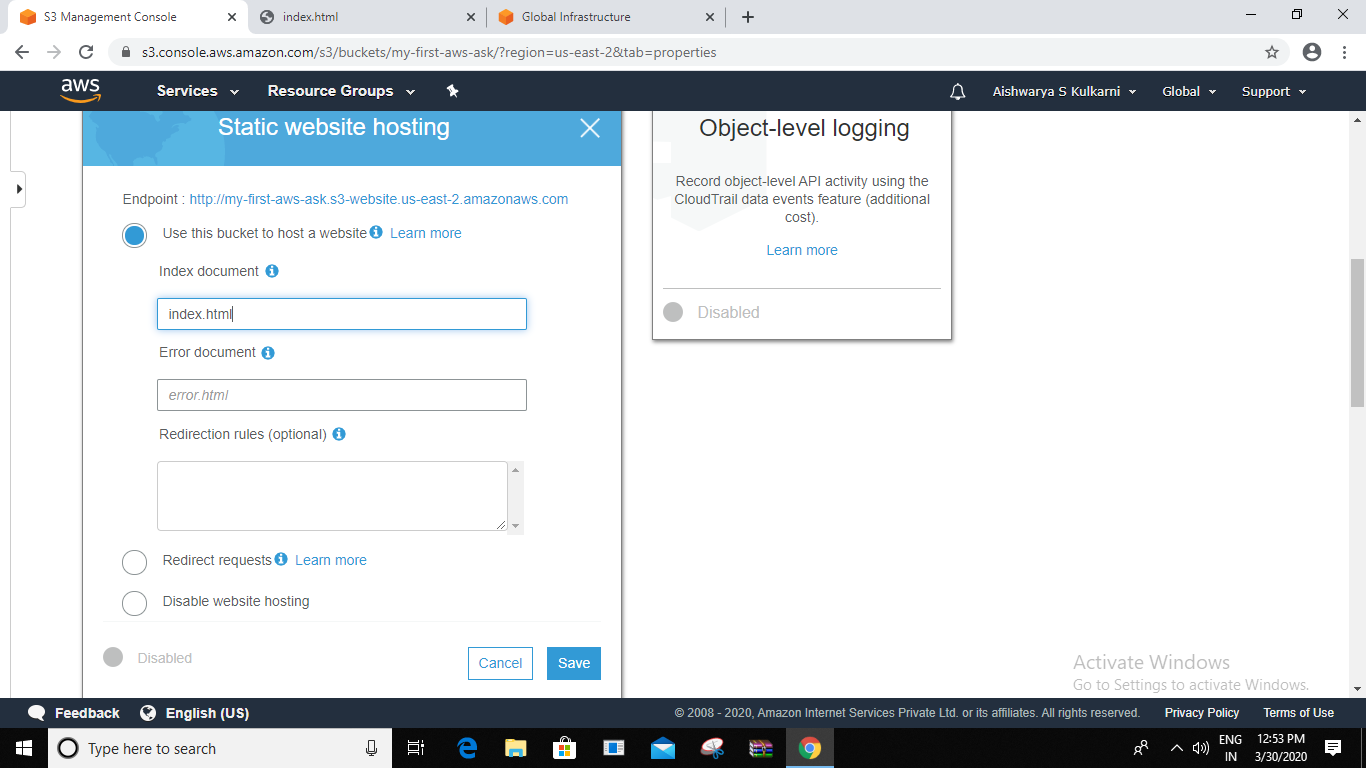 S3 Management Console
index.html
Global Infrastructure
s3.console.aws.amazon.com/s3/buckets/my-first-aws-ask/?region=us-east-2&tab=properties
aws Services Resource Groups Aishwarya S Kulkarni Global Support
Static website hosting
Endpoint : http://my-first-aws-ask.s3-website.us-east-2.amazonaws.com
Use this bucket to host a website Learn more
Index document
index.html
Error document
error.html
Redirection rules (optional)
Redirect requests Learn more
Disable website hosting
Disabled
Cancel Save
Object-level logging
Record object-level API activity using the
CloudTrail data events feature (additional
cost).
Learn more
Disabled
Activate Windows
Go to Settings to activate Windows.
Feedback English (US) © 2008 - 2020, Amazon Internet Services Private Ltd. or its affiliates. All rights reserved. Privacy Policy Terms of Use
Type here to search
ENG
IN
12:53 PM
3/30/2020